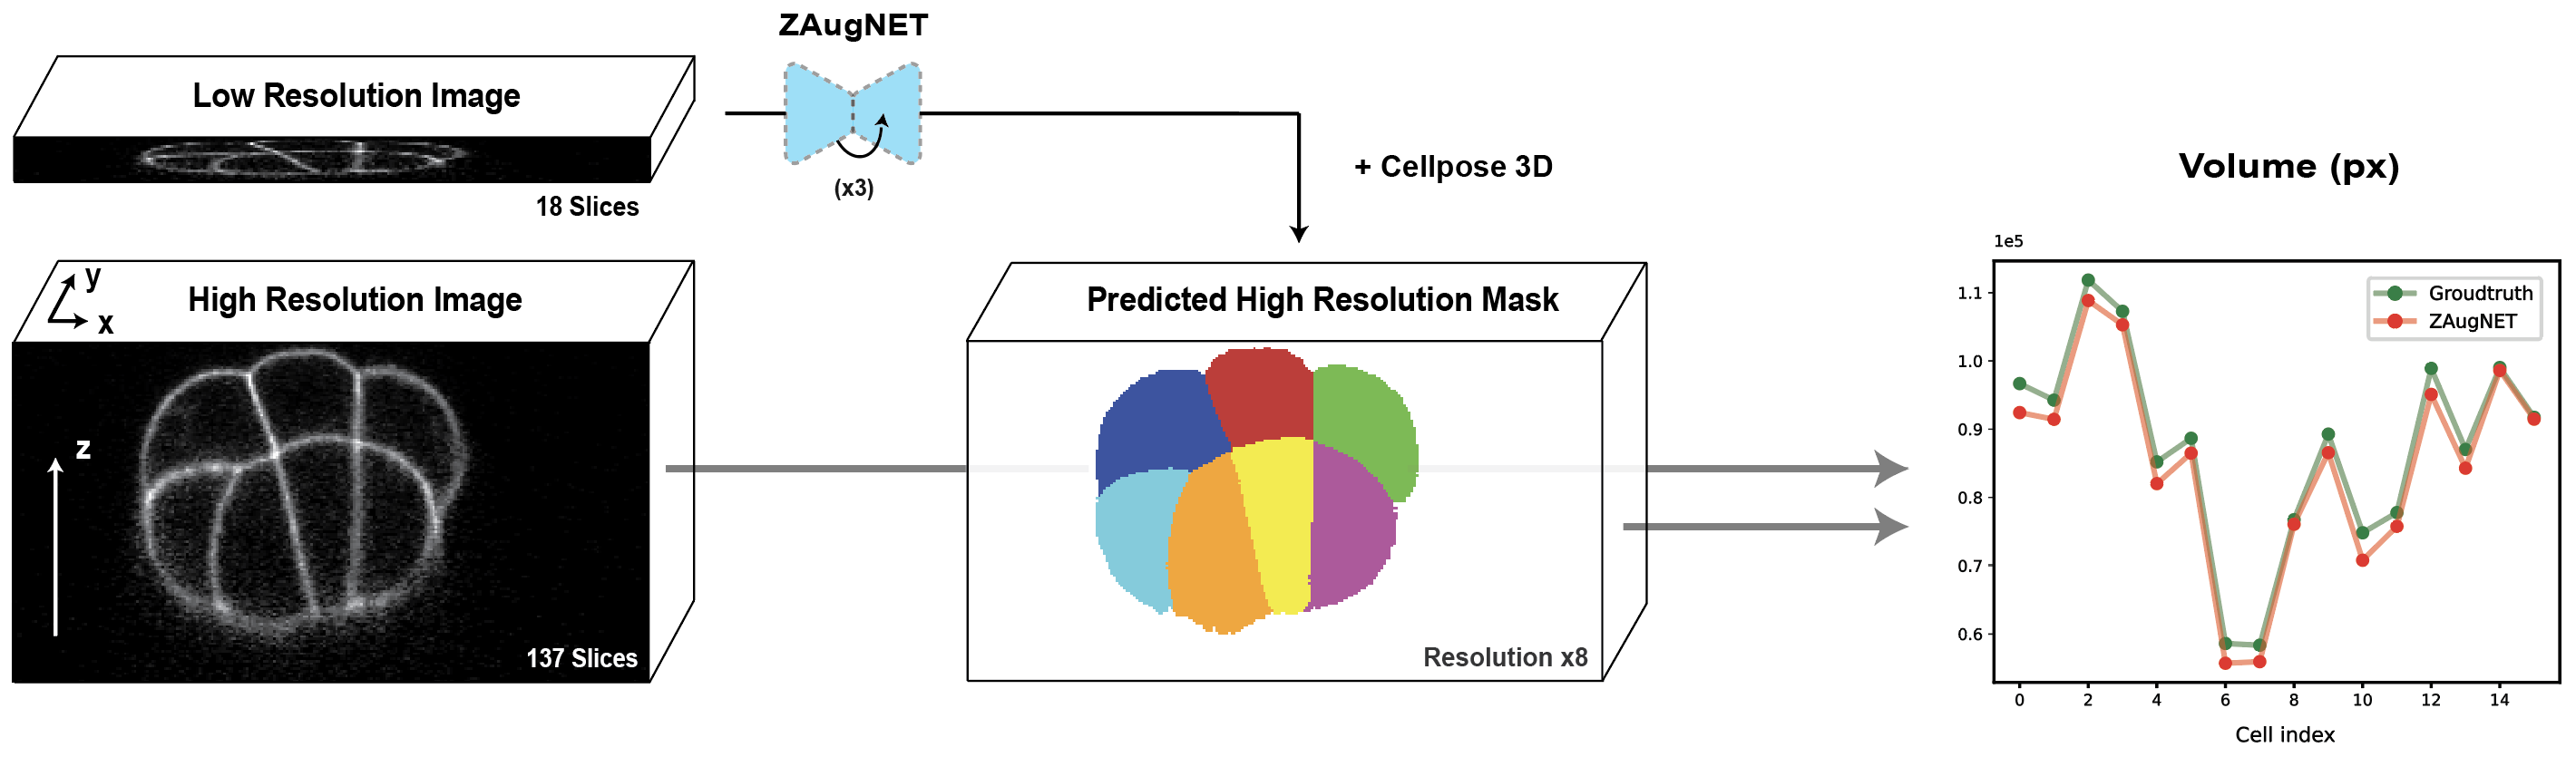 ZAugNET
Low Resolution Image
18 Slices
(x3)
+ Cellpose 3D
y
x
High Resolution Image
z
137 Slices
Predicted High Resolution Mask
Resolution x8
Volume (px)
1e5
Groudtruth
ZAugNET
1.1
1.0
0.9
0.8
0.7
0.6
0 2 4 6 8 10 12 14
Cell index